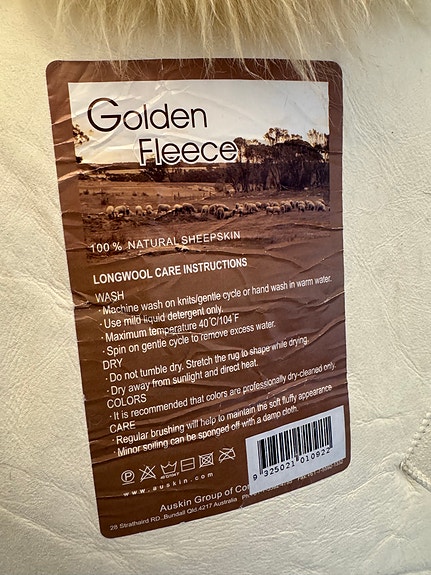 Golden
Fleece
100 % NATURAL SHEEPSKIN
LONGWOOL CARE INSTRUCTIONS
WASH
· Machine wash on knits/gentle cycle or hand wash in warm water.
· Use mild liquid detergent only.
· Maximum temperature 40°C/104°F
· Spin on gentle cycle to remove excess water.
DRY
· Do not tumble dry. Stretch the rug to shape while drying.
· Dry away from sunlight and direct heat.
COLORS
· It is recommended that colors are professionally dry-cleaned only.
CARE
· Regular brushing will help to maintain the soft fluffy appearance
· Minor soiling can be sponged off with a damp cloth.
www.auskin.com
9 325021 010922
Auskin Group of
28 Strathaird RD.,Bundall Qld.4217 Australia